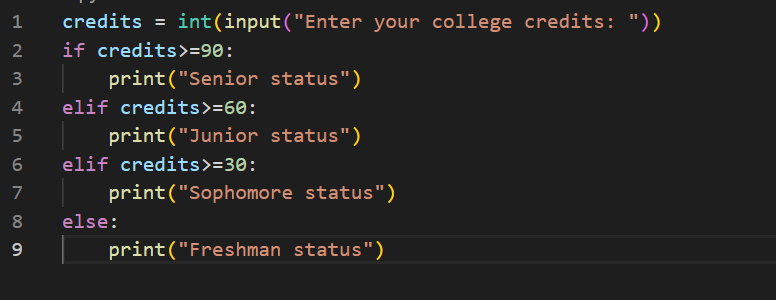 1 credits = int(input("Enter your college credits: "))
2 if credits>=90:
3     print("Senior status")
4 elif credits>=60:
5     print("Junior status")
6 elif credits>=30:
7     print("Sophomore status")
8 else:
9     print("Freshman status")